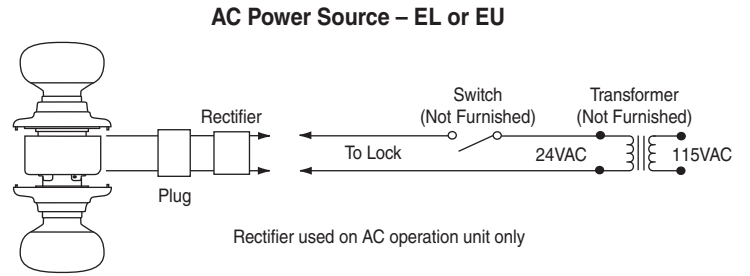 AC Power Source – EL or EU
Switch
(Not Furnished)
Transformer
(Not Furnished)
Rectifier
To Lock
24VAC
115VAC
Plug
Rectifier used on AC operation unit only